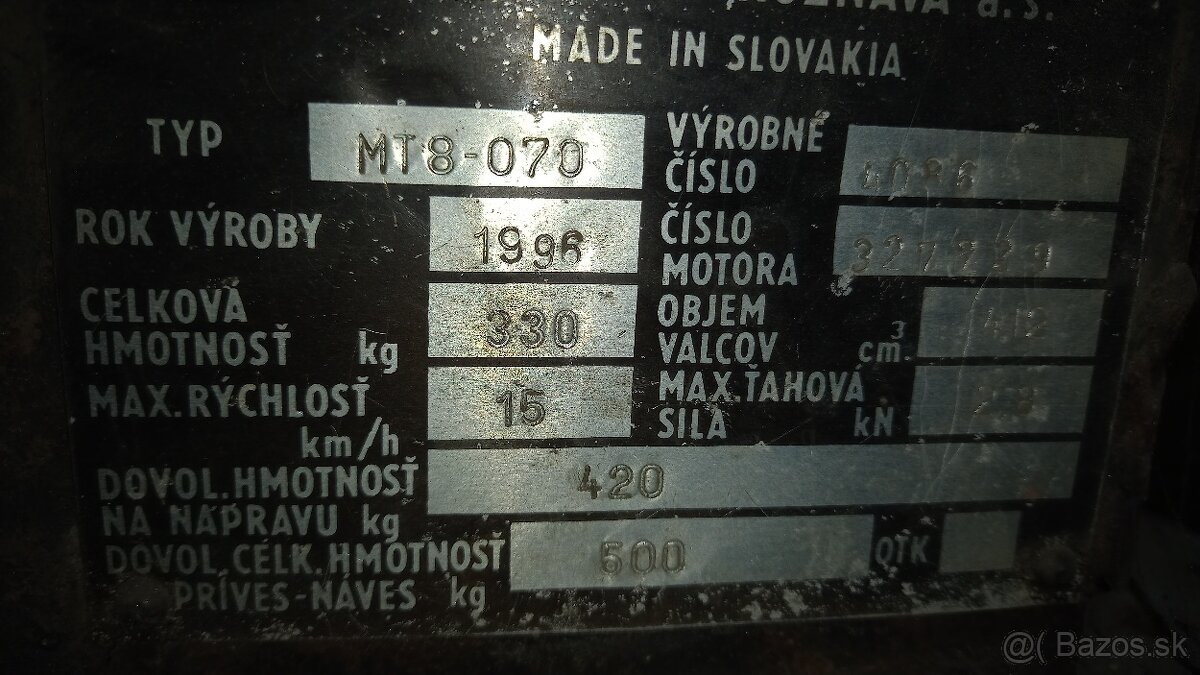 a.s.
MADE IN SLOVAKIA
TYP MT8-070
VÝROBNÉ
ČÍSLO 4086
ROK VÝROBY 1996
ČÍSLO
MOTORA
CELKOVÁ
HMOTNOSŤ kg 330
OBJEM
VALCOV cm³
MAX. RÝCHLOSŤ
km/h 15
MAX. ŤAHOVÁ
SILA kN
DOVOL. HMOTNOSŤ
NA NÁPRAVU kg 420
DOVOL. CELK. HMOTNOSŤ
PRÍVES-NÁVES kg 500
OTK
@( Bazos.sk